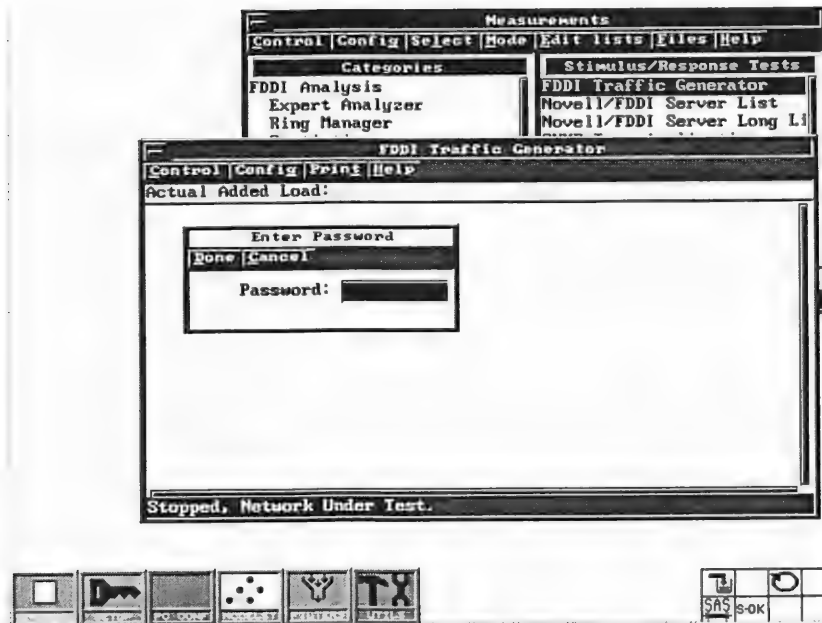 Measurements
Control Config Select Mode Edit lists Files Help
Categories
Stimulus/Response Tests
FDDI Analysis
Expert Analyzer
Ring Manager
FDDI Traffic Generator
Novell/FDDI Server List
Novell/FDDI Server Long Li
FDDI Traffic Generator
Control Config Print Help
Actual Added Load:
Enter Password
Done Cancel
Password:
Stopped, Network Under Test.
UTILS
SAS S-OK